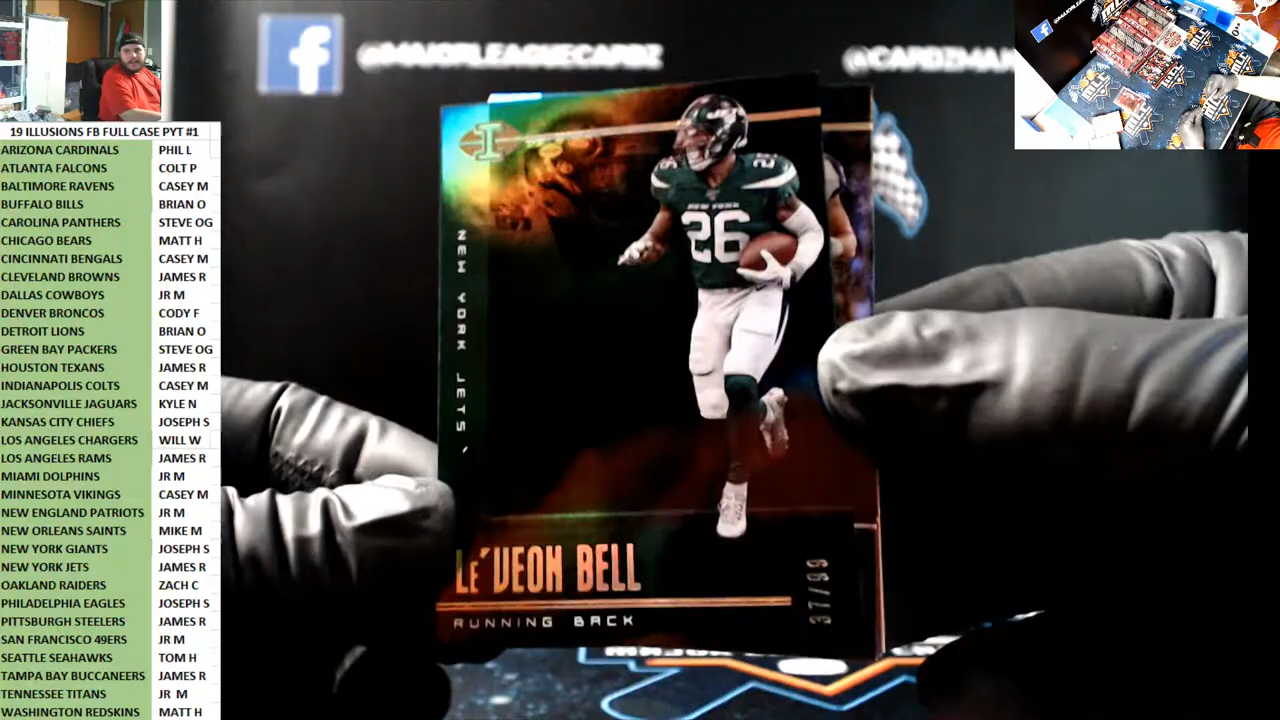 @MAJORLEAGUECARDZ
@CARDZMAN
19 ILLUSIONS FB FULL CASE PYT #1
ARIZONA CARDINALS PHIL L
ATLANTA FALCONS COLT P
BALTIMORE RAVENS CASEY M
BUFFALO BILLS BRIAN O
CAROLINA PANTHERS STEVE OG
CHICAGO BEARS MATT H
CINCINNATI BENGALS CASEY M
CLEVELAND BROWNS JAMES R
DALLAS COWBOYS JR M
DENVER BRONCOS CODY F
DETROIT LIONS BRIAN O
GREEN BAY PACKERS STEVE OG
HOUSTON TEXANS JAMES R
INDIANAPOLIS COLTS CASEY M
JACKSONVILLE JAGUARS KYLE N
KANSAS CITY CHIEFS JOSEPH S
LOS ANGELES CHARGERS WILL W
LOS ANGELES RAMS JAMES R
MIAMI DOLPHINS JR M
MINNESOTA VIKINGS CASEY M
NEW ENGLAND PATRIOTS JR M
NEW ORLEANS SAINTS MIKE M
NEW YORK GIANTS JOSEPH S
NEW YORK JETS JAMES R
OAKLAND RAIDERS ZACH C
PHILADELPHIA EAGLES JOSEPH S
PITTSBURGH STEELERS JAMES R
SAN FRANCISCO 49ERS JR M
SEATTLE SEAHAWKS TOM H
TAMPA BAY BUCCANEERS JAMES R
TENNESSEE TITANS JR M
WASHINGTON REDSKINS MATT H
I
NEW YORK JETS
NEW YORK
26
LE'VEON BELL
RUNNING BACK
37/99